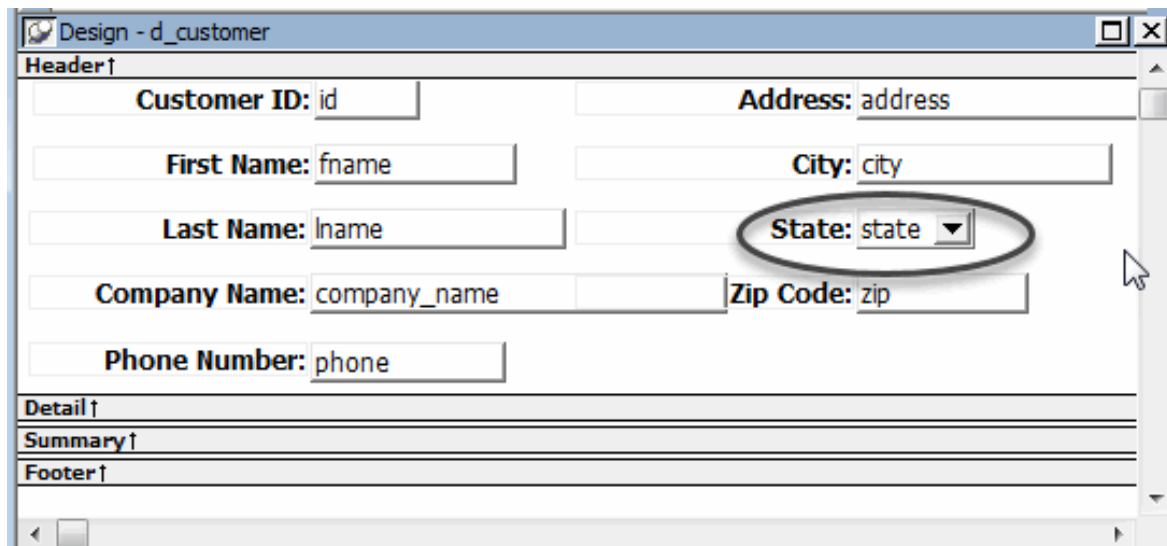 Design - d_customer
Header↑
Customer ID: id Address: address
First Name: fname City: city
Last Name: lname State: state
Company Name: company_name Zip Code: zip
Phone Number: phone
Detail↑
Summary↑
Footer↑